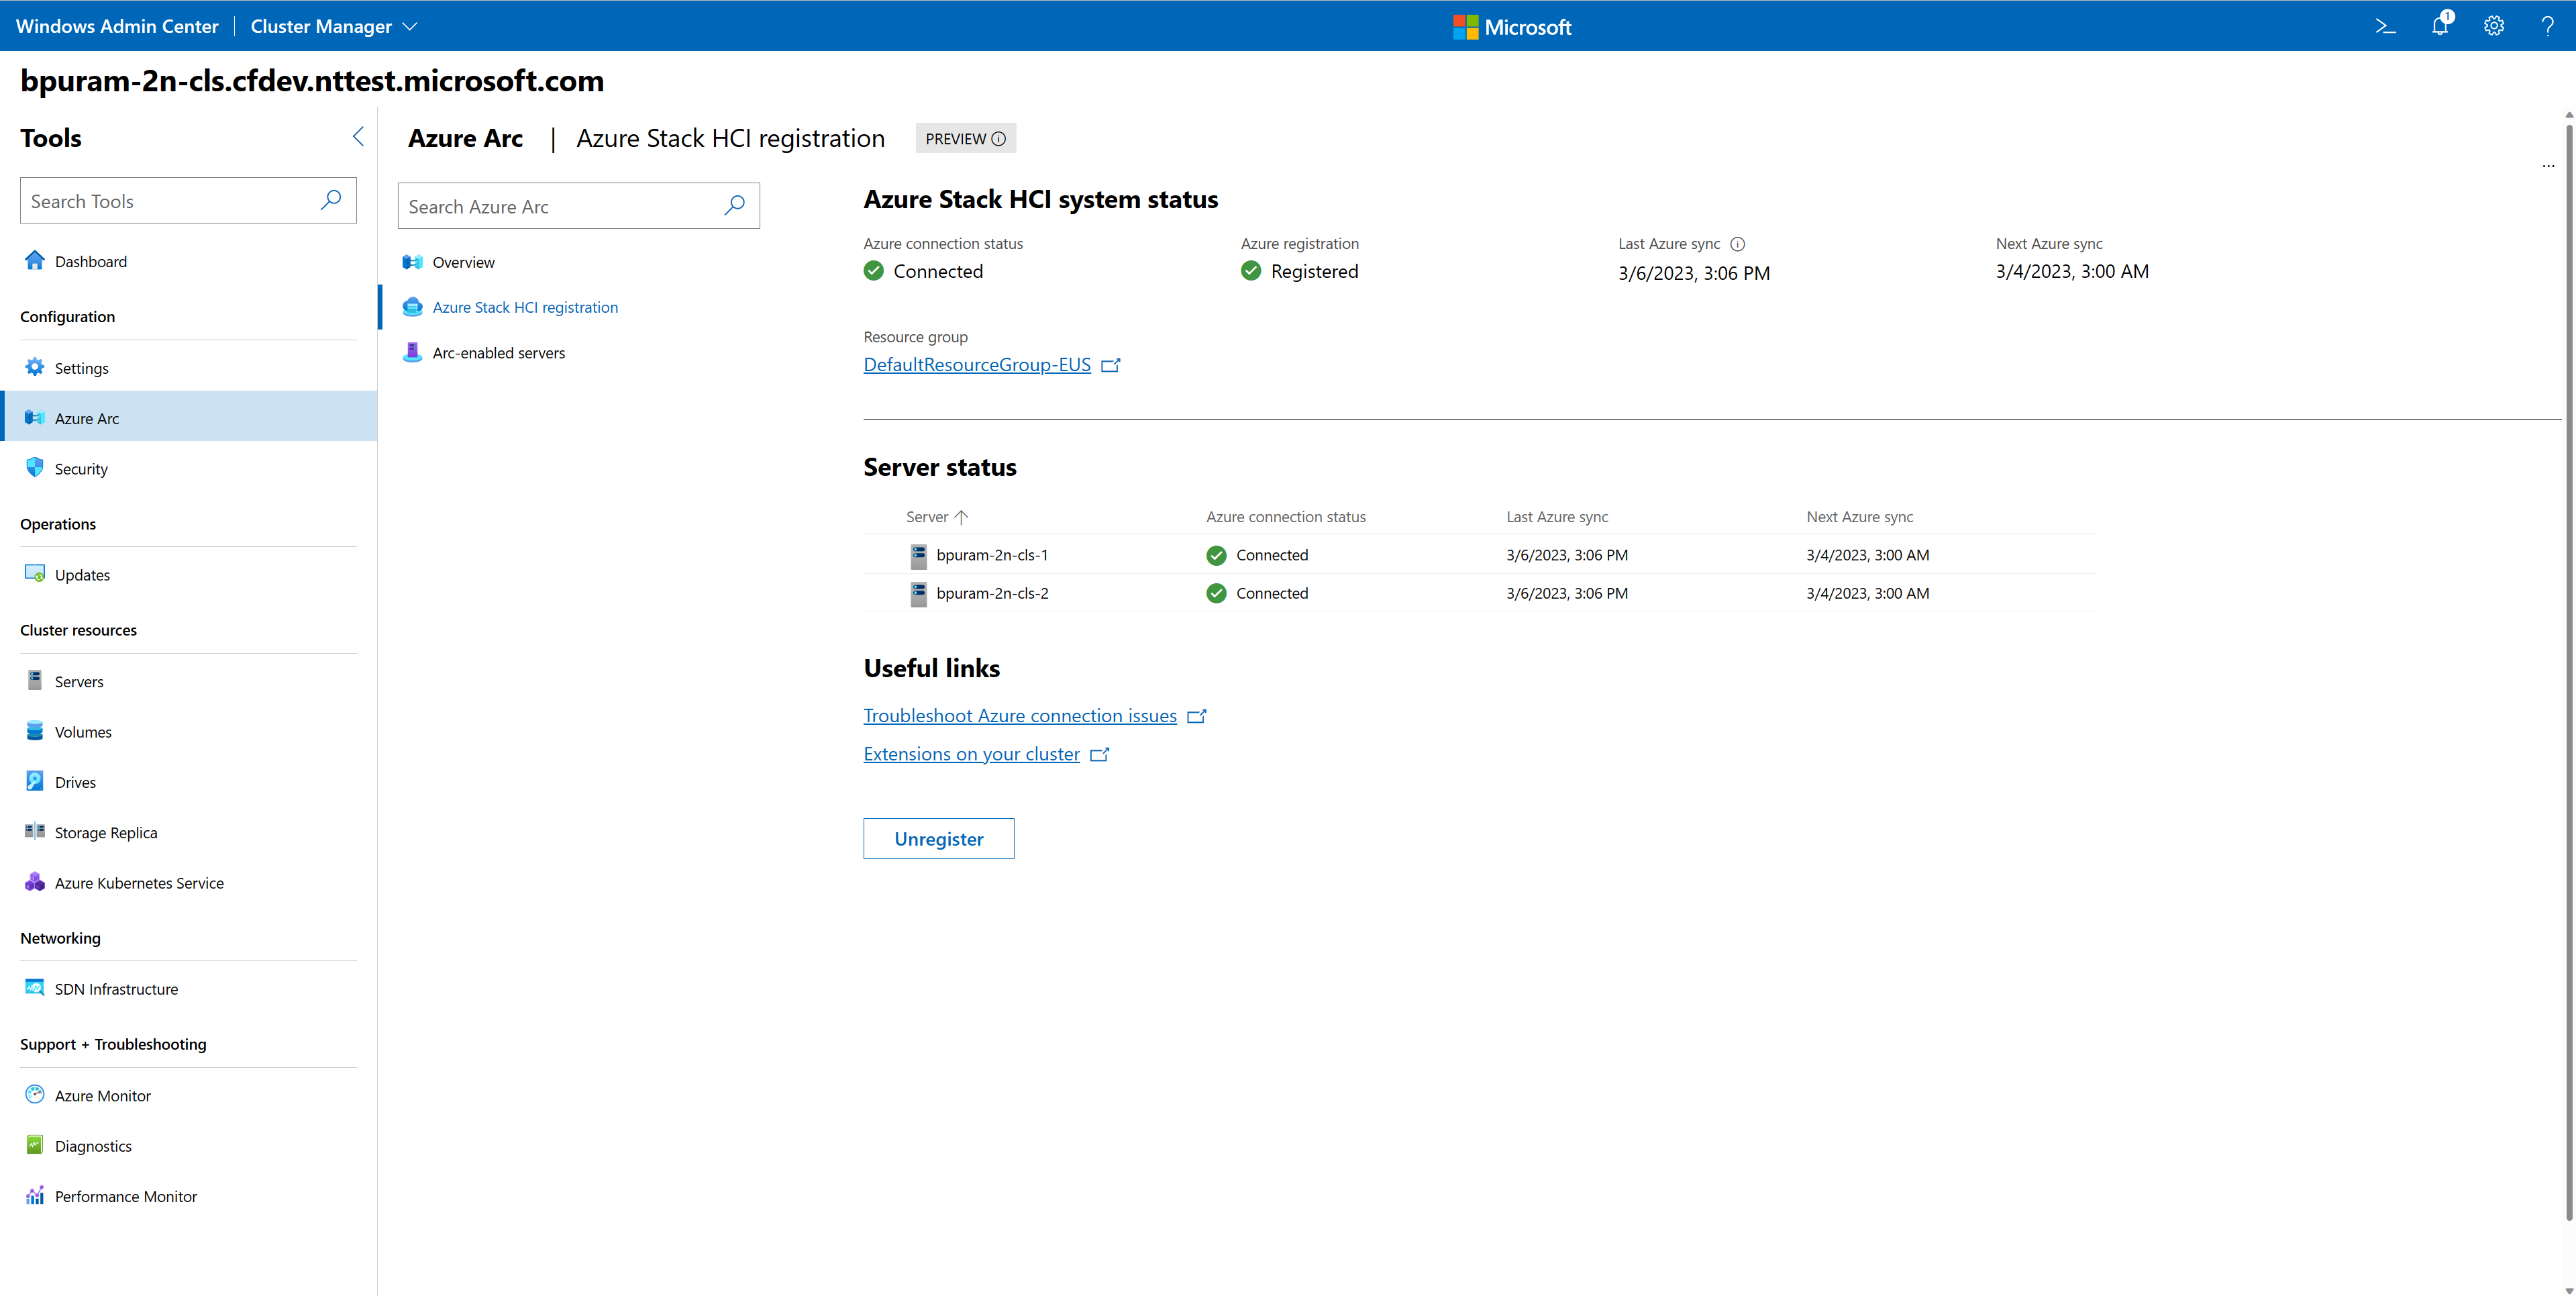 Windows Admin Center | Cluster Manager
Microsoft
1
bpuram-2n-cls.cfdev.nttest.microsoft.com
Tools
Search Tools
Dashboard
Configuration
Settings
Azure Arc
Security
Operations
Updates
Cluster resources
Servers
Volumes
Drives
Storage Replica
Azure Kubernetes Service
Networking
SDN Infrastructure
Support + Troubleshooting
Azure Monitor
Diagnostics
Performance Monitor
Azure Arc | Azure Stack HCI registration PREVIEW
Search Azure Arc
Overview
Azure Stack HCI registration
Arc-enabled servers
...
Azure Stack HCI system status
Azure connection status Azure registration Last Azure sync Next Azure sync
Connected Registered 3/6/2023, 3:06 PM 3/4/2023, 3:00 AM
Resource group
DefaultResourceGroup-EUS
Server status
Server Azure connection status Last Azure sync Next Azure sync
bpuram-2n-cls-1 Connected 3/6/2023, 3:06 PM 3/4/2023, 3:00 AM
bpuram-2n-cls-2 Connected 3/6/2023, 3:06 PM 3/4/2023, 3:00 AM
Useful links
Troubleshoot Azure connection issues
Extensions on your cluster
Unregister